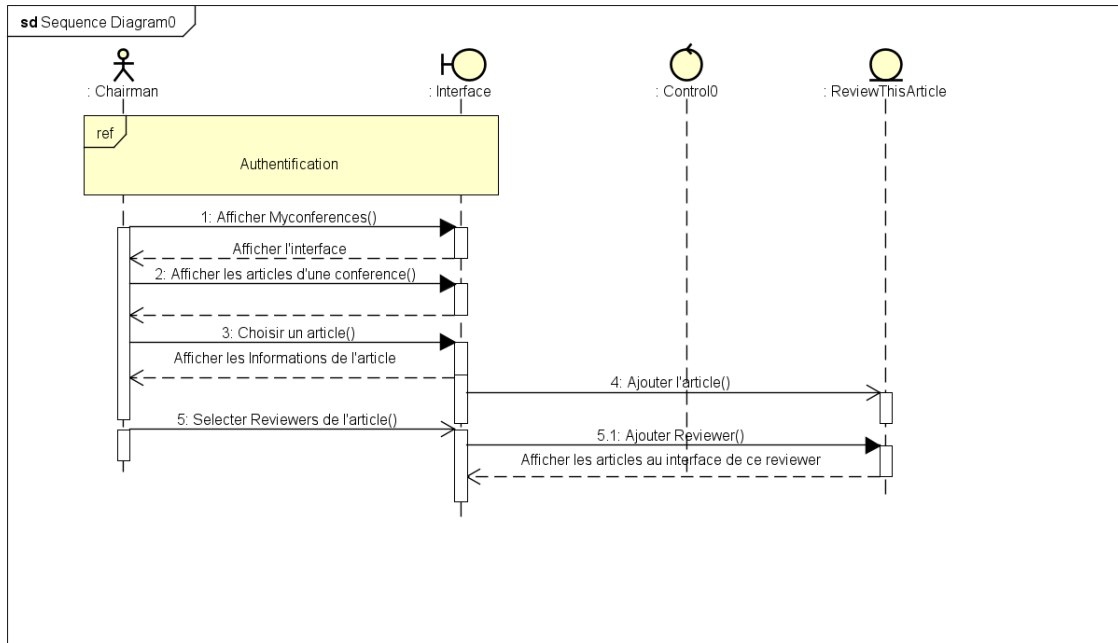 sd Sequence Diagram0
: Chairman
: Interface
: Control0
: ReviewThisArticle
ref
Authentification
1: Afficher Myconferences()
Afficher l'interface
2: Afficher les articles d'une conference()
3: Choisir un article()
Afficher les Informations de l'article
4: Ajouter l'article()
5: Selecter Reviewers de l'article()
5.1: Ajouter Reviewer()
Afficher les articles au interface de ce reviewer